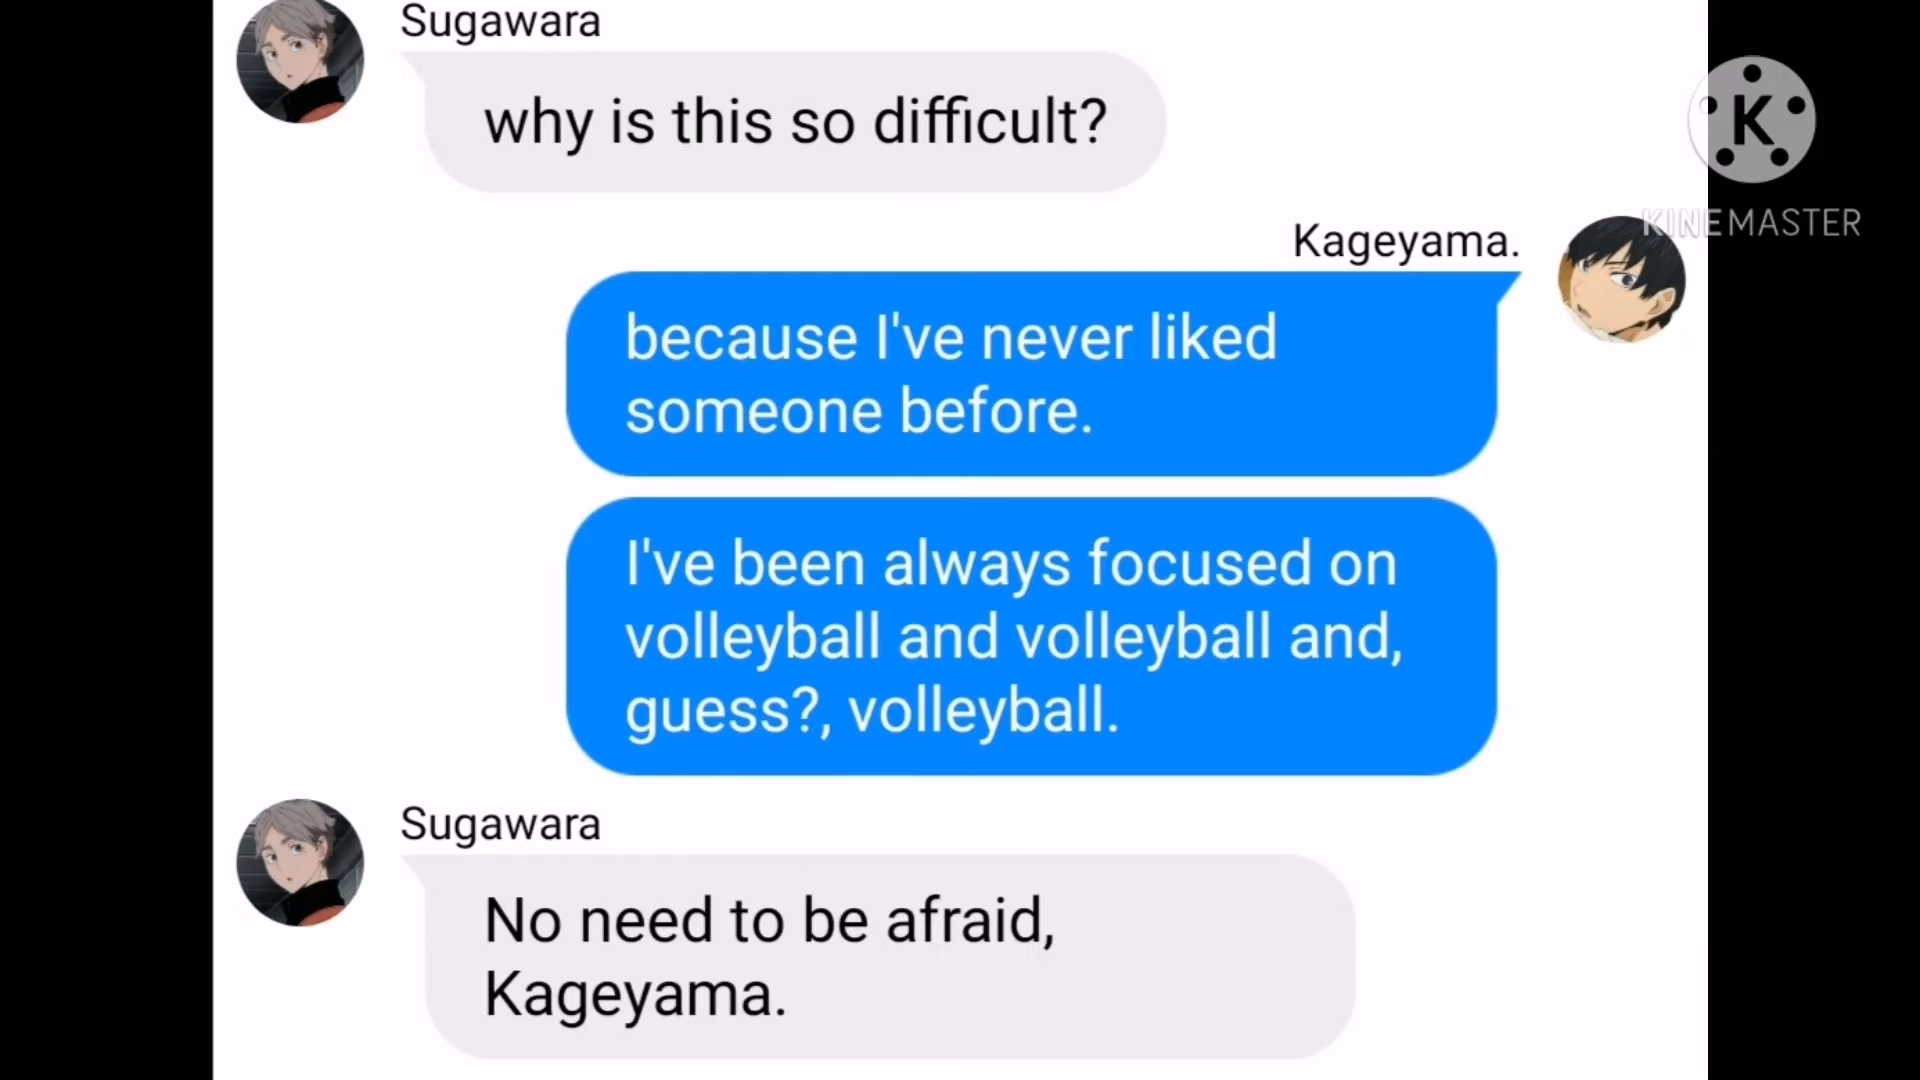 Sugawara
why is this so difficult?
K
KINEMASTER
Kageyama.
because I've never liked
someone before.
I've been always focused on
volleyball and volleyball and,
guess?, volleyball.
Sugawara
No need to be afraid,
Kageyama.